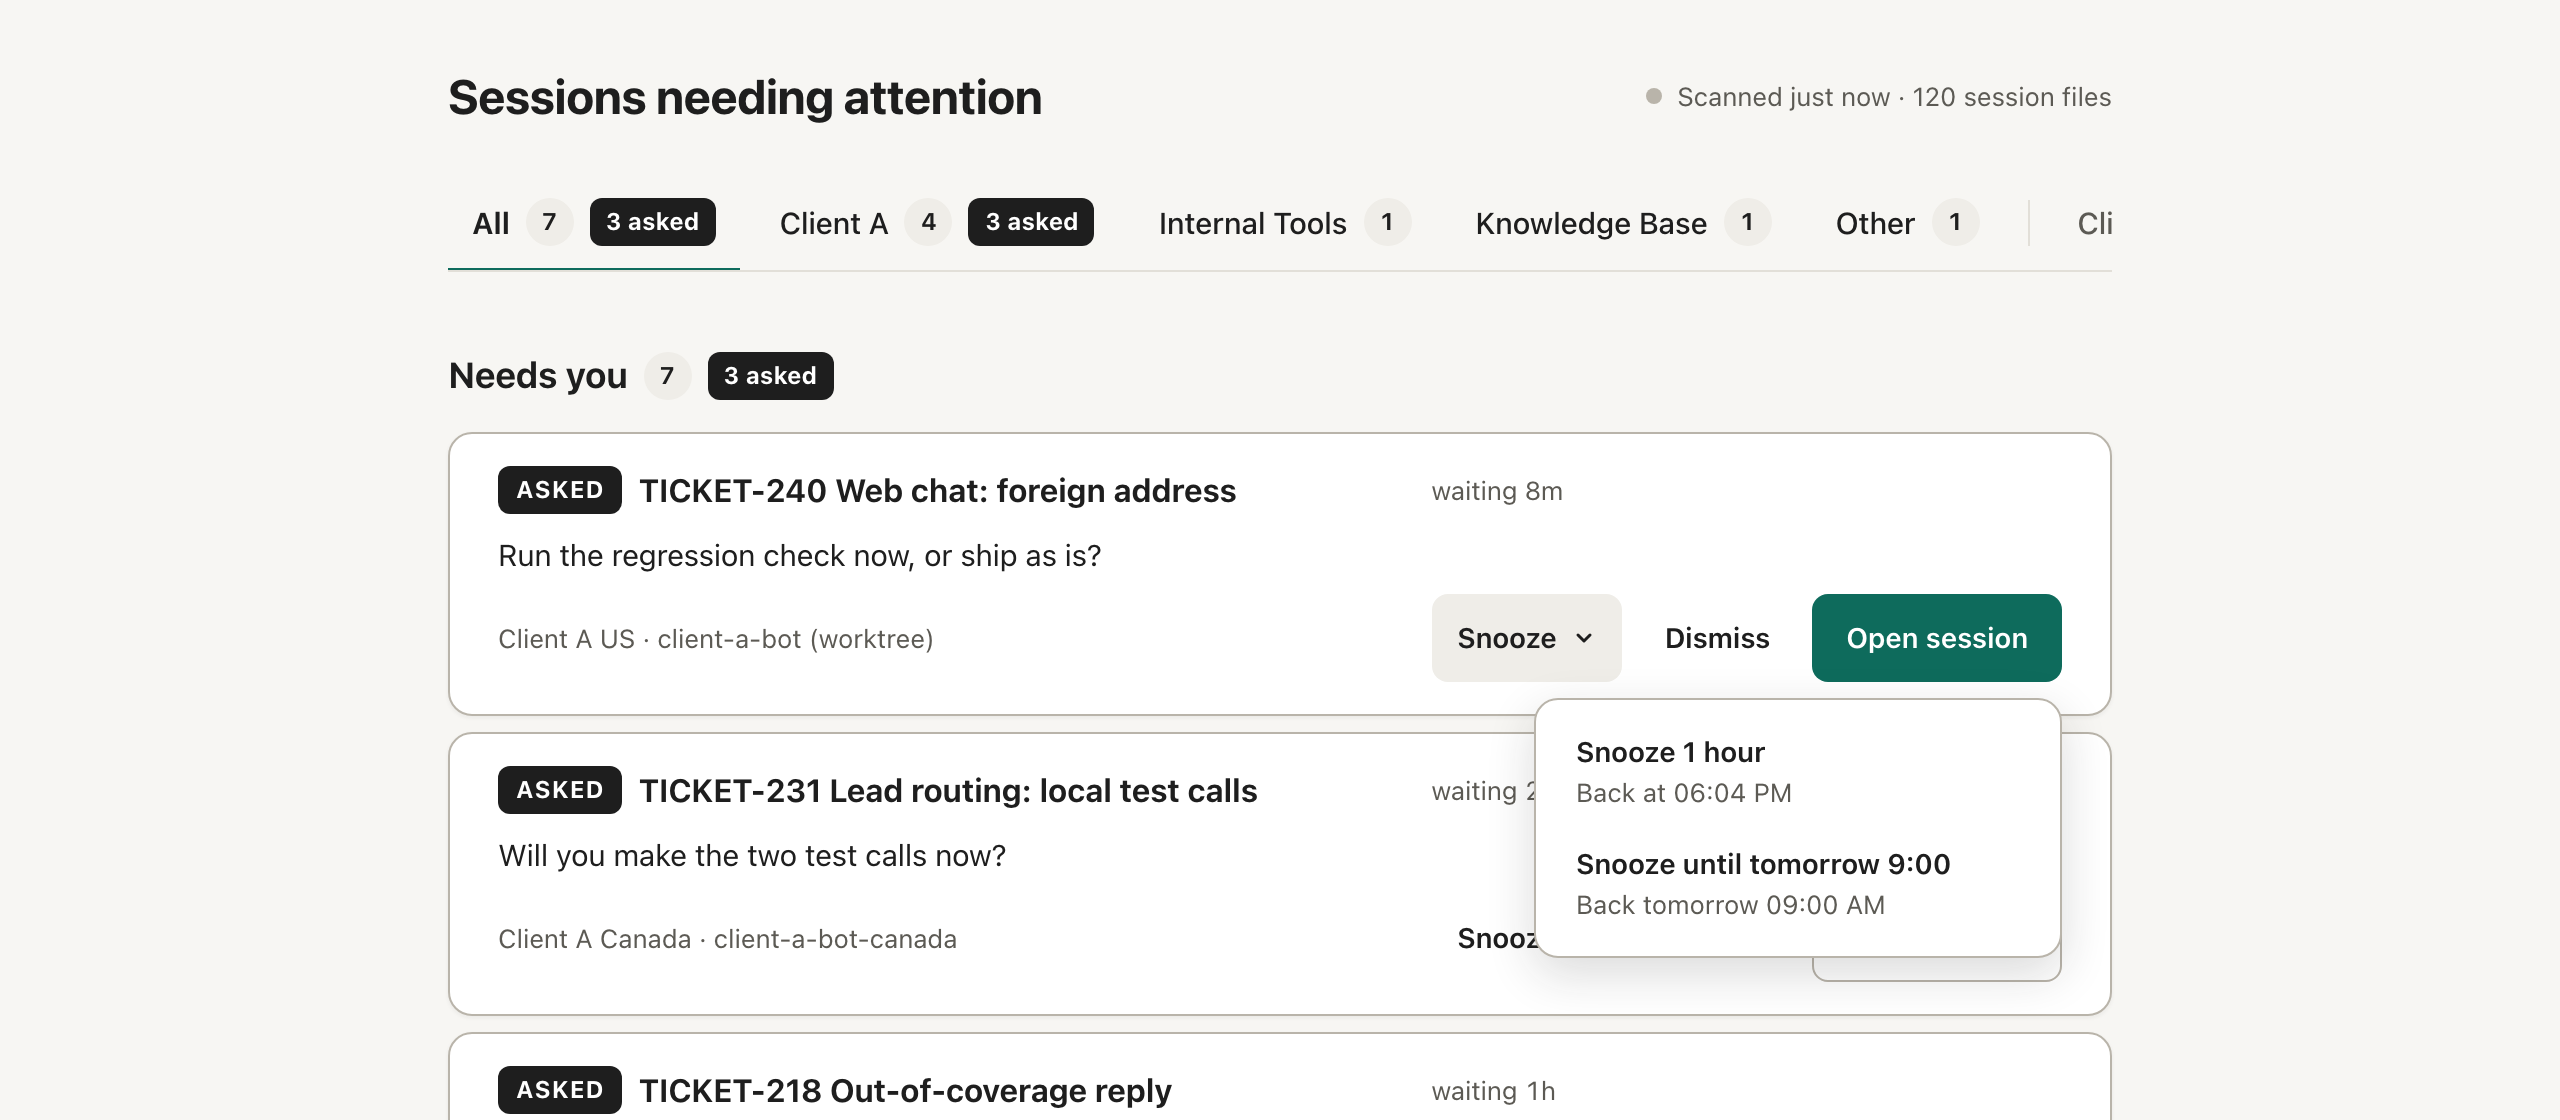 Sessions needing attention
Scanned just now · 120 session files
All 7 3 asked Client A 4 3 asked Internal Tools 1 Knowledge Base 1 Other 1 Cli
Needs you 7 3 asked
ASKED TICKET-240 Web chat: foreign address waiting 8m
Run the regression check now, or ship as is?
Client A US · client-a-bot (worktree)
Snooze Dismiss Open session
Snooze 1 hour
Back at 06:04 PM
Snooze until tomorrow 9:00
Back tomorrow 09:00 AM
ASKED TICKET-231 Lead routing: local test calls waiting
Will you make the two test calls now?
Client A Canada · client-a-bot-canada
ASKED TICKET-218 Out-of-coverage reply waiting 1h